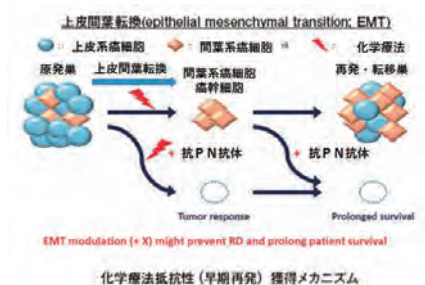 上皮間葉転換(epithelial mesenchymal transition; EMT)
: 上皮系癌細胞 : 間葉系癌細胞 : 化学療法
原発巣 上皮間葉転換 間葉系癌細胞 再発・転移巣
癌幹細胞
+ 抗PN抗体 + 抗PN抗体
Tumor response Prolonged survival
EMT modulation (+ X) might prevent RD and prolong patient survival
化学療法抵抗性 (早期再発) 獲得メカニズム